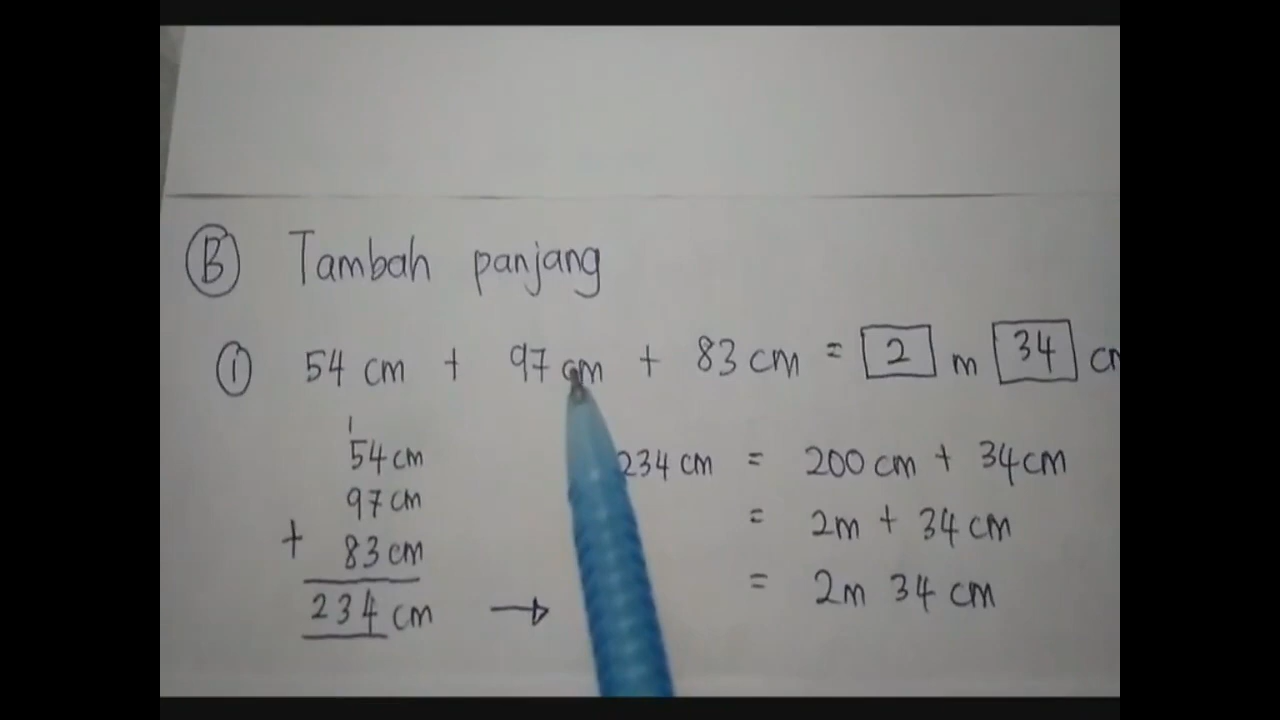 B Tambah panjang
1 54 cm + 97 cm + 83 cm = 2 m 34 cm
1
54 cm
97 cm
+ 83 cm
234 cm →
234 cm = 200 cm + 34 cm
= 2m + 34 cm
= 2m 34 cm